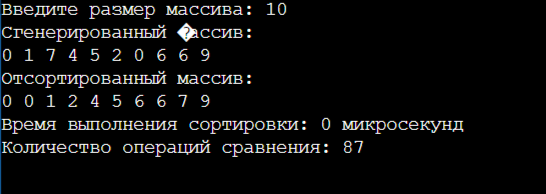 Введите размер массива: 10
Сгенерированный �ассив:
0 1 7 4 5 2 0 6 6 9
Отсортированный массив:
0 0 1 2 4 5 6 6 7 9
Время выполнения сортировки: 0 микросекунд
Количество операций сравнения: 87